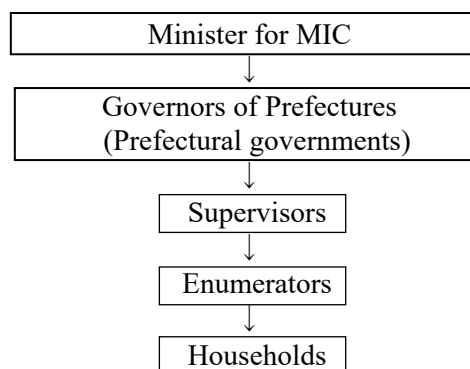 Minister for MIC
Governors of Prefectures
(Prefectural governments)
Supervisors
Enumerators
Households